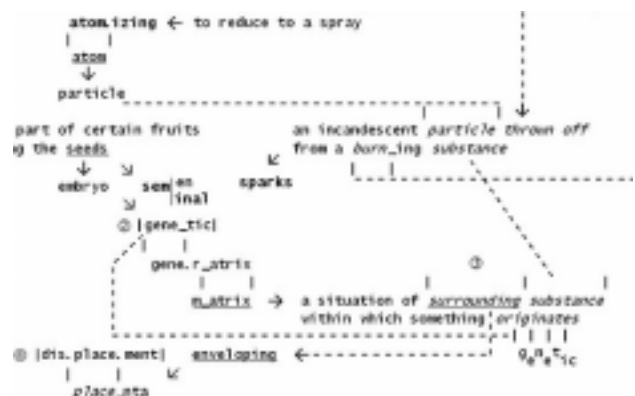 atom.izing ← to reduce to a spray
atom
particle
part of certain fruits
an incandescent particle thrown off
g the seeds
from a burn_ing substance
embryo
sem|en
inal
sparks
② |gene_tic|
gene.r_atrix
③
m_atrix → a situation of surrounding substance
within which something originates
|dis.place.ment|
enveloping
genetic
place.nta